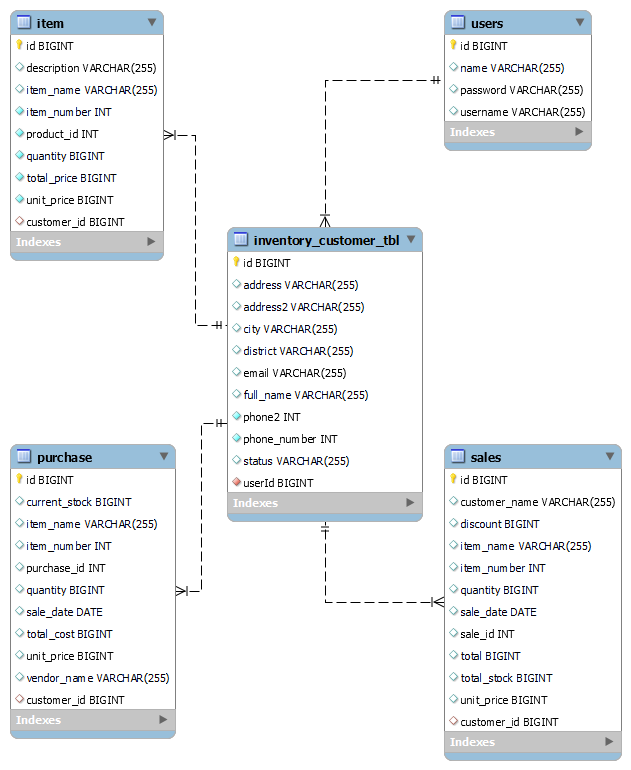 item
id BIGINT
description VARCHAR(255)
item_name VARCHAR(255)
item_number INT
product_id INT
quantity BIGINT
total_price BIGINT
unit_price BIGINT
customer_id BIGINT
Indexes
users
id BIGINT
name VARCHAR(255)
password VARCHAR(255)
username VARCHAR(255)
Indexes
inventory_customer_tbl
id BIGINT
address VARCHAR(255)
address2 VARCHAR(255)
city VARCHAR(255)
district VARCHAR(255)
email VARCHAR(255)
full_name VARCHAR(255)
phone2 INT
phone_number INT
status VARCHAR(255)
userId BIGINT
Indexes
purchase
id BIGINT
current_stock BIGINT
item_name VARCHAR(255)
item_number INT
purchase_id INT
quantity BIGINT
sale_date DATE
total_cost BIGINT
unit_price BIGINT
vendor_name VARCHAR(255)
customer_id BIGINT
Indexes
sales
id BIGINT
customer_name VARCHAR(255)
discount BIGINT
item_name VARCHAR(255)
item_number INT
quantity BIGINT
sale_date DATE
sale_id INT
total BIGINT
total_stock BIGINT
unit_price BIGINT
customer_id BIGINT
Indexes